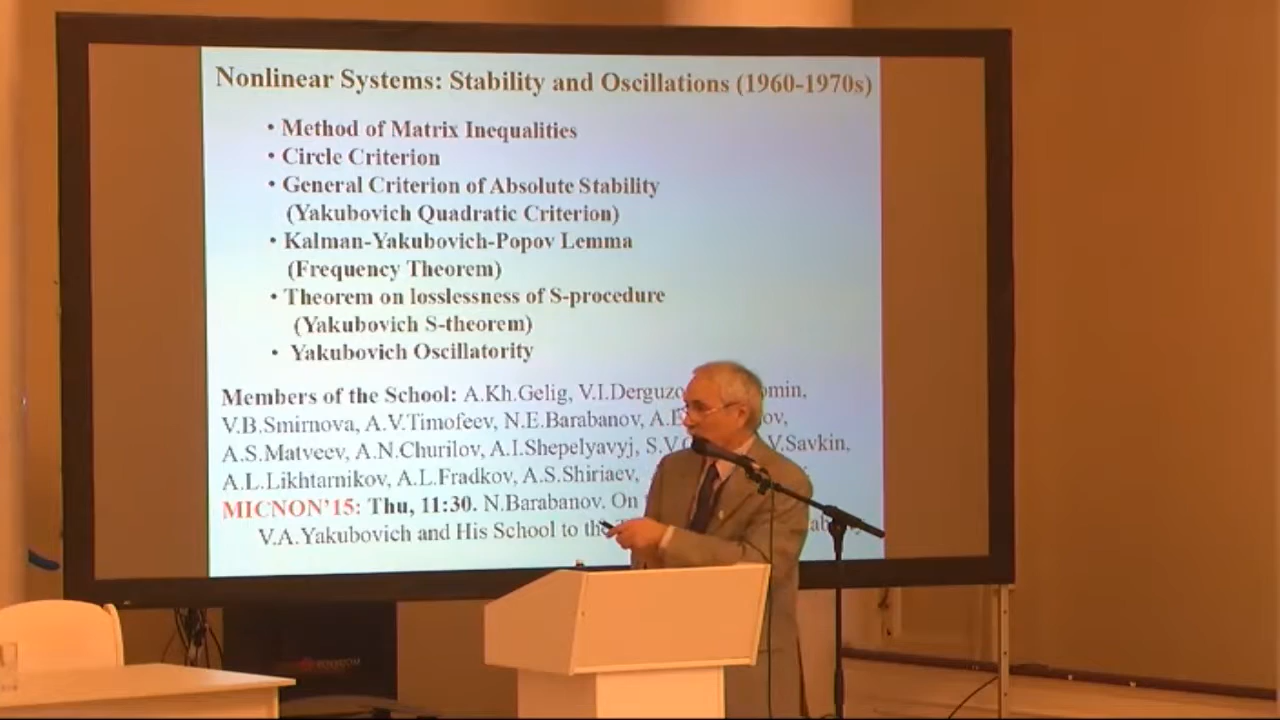 Nonlinear Systems: Stability and Oscillations (1960-1970s)
• Method of Matrix Inequalities
• Circle Criterion
• General Criterion of Absolute Stability
(Yakubovich Quadratic Criterion)
• Kalman-Yakubovich-Popov Lemma
(Frequency Theorem)
• Theorem on losslessness of S-procedure
(Yakubovich S-theorem)
• Yakubovich Oscillatority
Members of the School: A.Kh.Gelig,
V.B.Smirnova, A.V.Timofeev, N.E.Barabanov,
A.S.Matveev, A.N.Churilov, A.I.Shepelyavyj, V.Savkin,
A.L.Likhtarnikov, A.L.Fradkov, A.S.Shiriaev,
MICNON'15: Thu, 11:30. N.Barabanov. On
V.A.Yakubovich and His School to